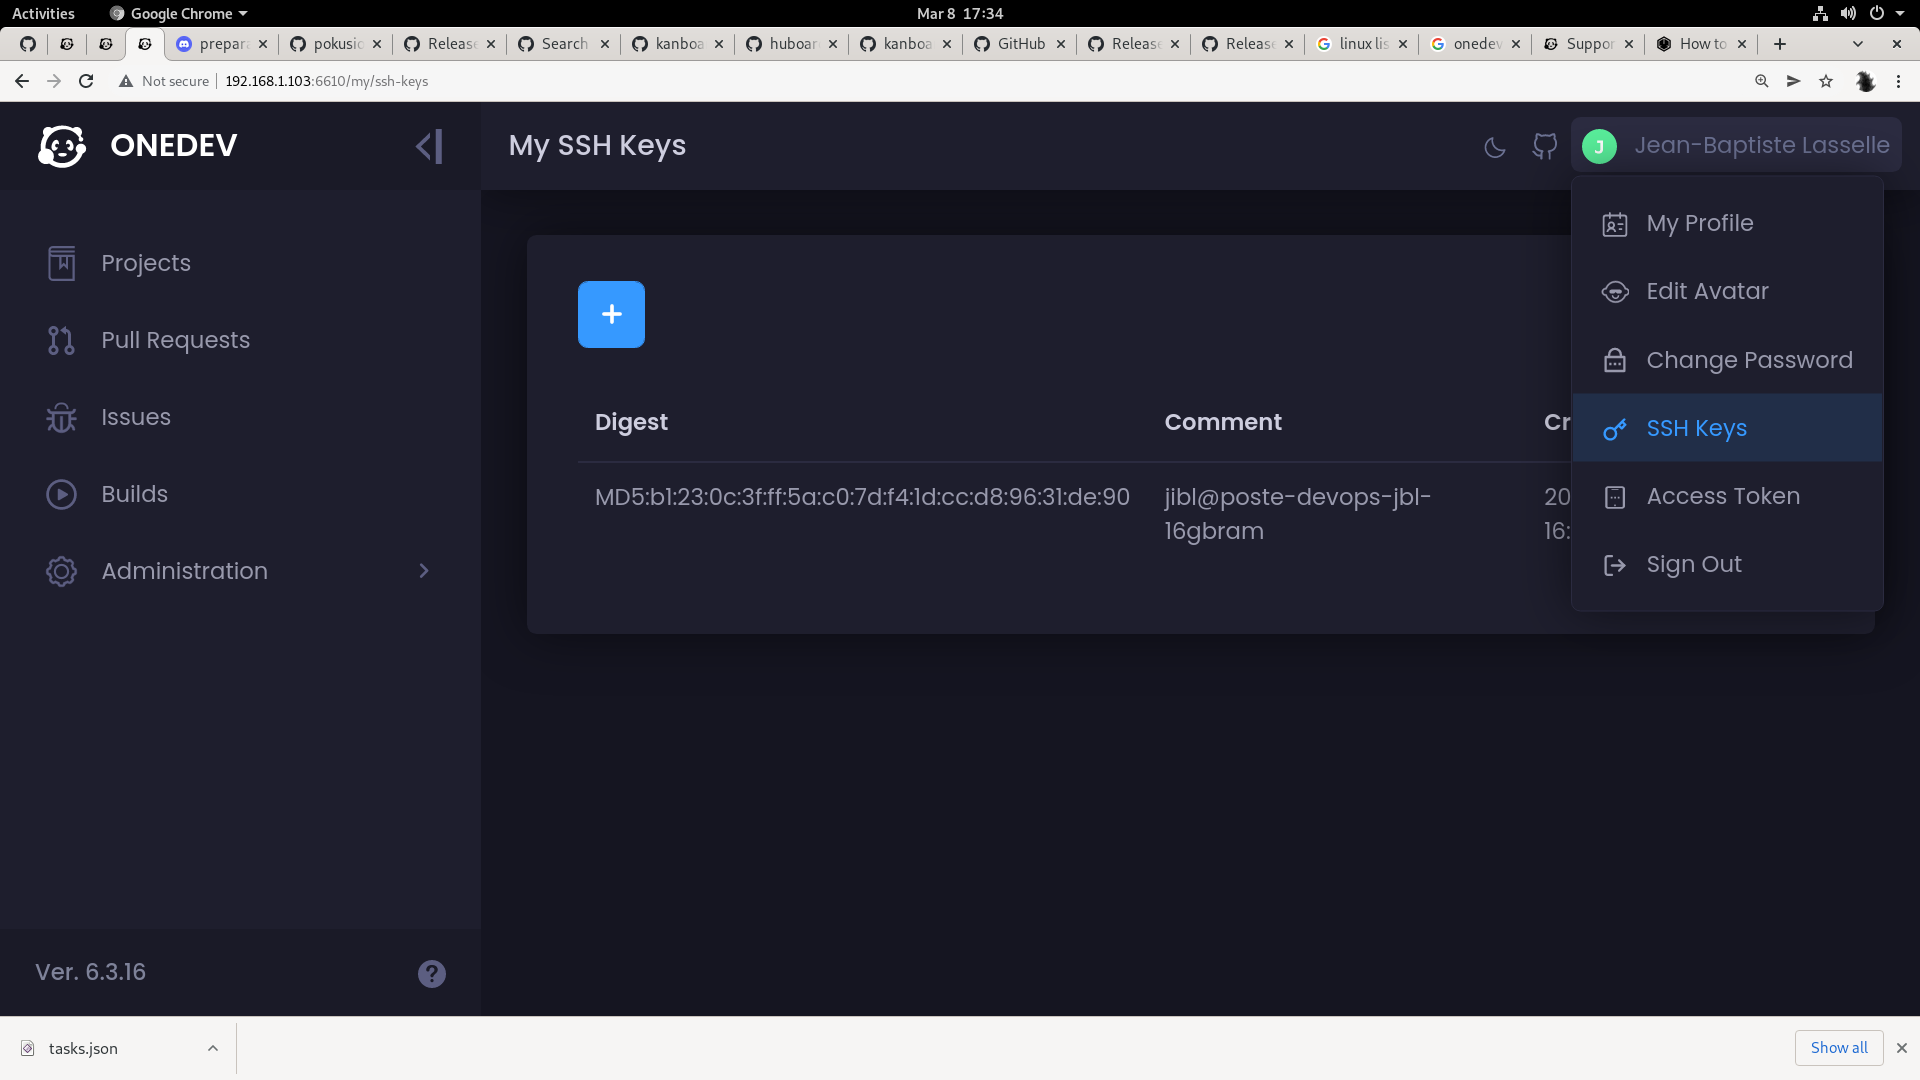 Activities
Google Chrome
Mar 8 17:34
prepara
pokusic
Release
Search
kanboa
huboar
kanboa
GitHub
Release
Release
linux lis
onedev
Suppor
How to
Not secure
192.168.1.103:6610/my/ssh-keys
ONEDEV
My SSH Keys
J
Jean-Baptiste Lasselle
Projects
Pull Requests
Issues
Builds
Administration
My Profile
Edit Avatar
Change Password
SSH Keys
Access Token
Sign Out
Digest
Comment
Cr
MD5:b1:23:0c:3f:ff:5a:c0:7d:f4:1d:cc:d8:96:31:de:90
jibl@poste-devops-jbl-
16gbram
20
16:
Ver. 6.3.16
tasks.json
Show all